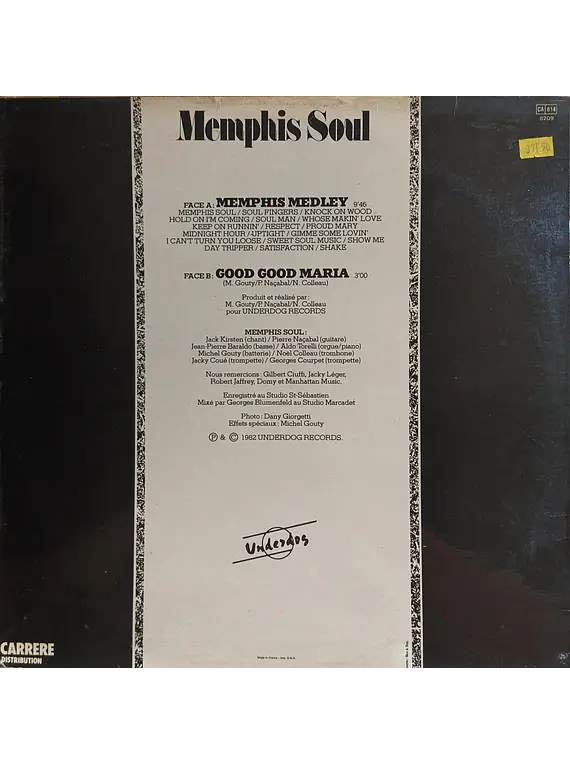 Memphis Soul
CA 814
8209
FACE A : MEMPHIS MEDLEY 9'46
MEMPHIS SOUL / SOUL FINGERS / KNOCK ON WOOD
HOLD ON I'M COMING / SOUL MAN / WHOSE MAKIN' LOVE
KEEP ON RUNNIN' / RESPECT / PROUD MARY
MIDNIGHT HOUR / UPTIGHT / GIMME SOME LOVIN'
I CAN'T TURN YOU LOOSE / SWEET SOUL MUSIC / SHOW ME
DAY TRIPPER / SATISFACTION / SHAKE
FACE B : GOOD GOOD MARIA 3'00
(M. Gouty/P. Naçabal/N. Colleau)
Produit et réalisé par :
M. Gouty/P. Naçabal/N. Colleau
pour UNDERDOG RECORDS
MEMPHIS SOUL :
Jack Kirsten (chant) / Pierre Naçabal (guitare)
Jean-Pierre Baraldo (basse) / Aldo Torelli (orgue/piano)
Michel Gouty (batterie) / Noël Colleau (trombone)
Jacky Coué (trompette) / Georges Courpet (trompette)
Nous remercions : Gilbert Ciuffi, Jacky Léger,
Robert Jaffrey, Domy et Manhattan Music.
Enregistré au Studio St-Sébastien
Mixé par Georges Blumenfeld au Studio Marcadet
Photo : Dany Giorgetti
Effets spéciaux : Michel Gouty
Ⓟ & © 1982 UNDERDOG RECORDS.
Underdog
CARRERE
DISTRIBUTION